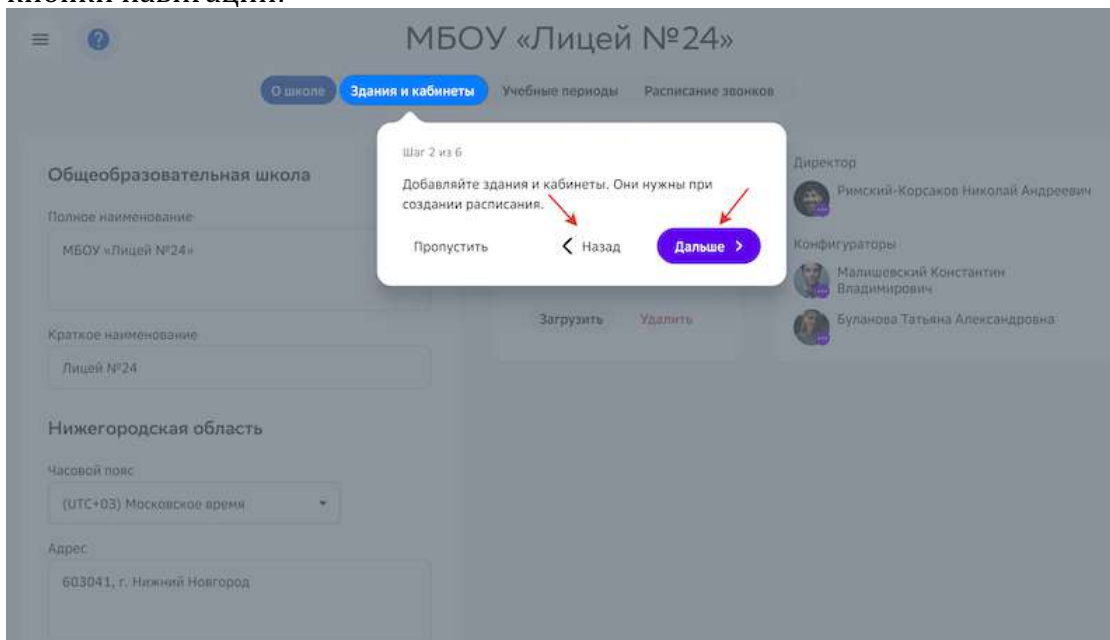 МБОУ «Лицей №24»
О школе Здания и кабинеты Учебные периоды Расписание звонков
Шаг 2 из 6
Добавляйте здания и кабинеты. Они нужны при
создании расписания.
Пропустить Назад Дальше
Общеобразовательная школа
Полное наименование
МБОУ «Лицей №24»
Краткое наименование
Лицей №24
Нижегородская область
Часовой пояс
(UTC+03) Московское время
Адрес
603041, г. Нижний Новгород
Загрузить Удалить
Директор
Римский-Корсаков Николай Андреевич
Конфигураторы
Малишевский Константин
Владимирович
Буланова Татьяна Александровна